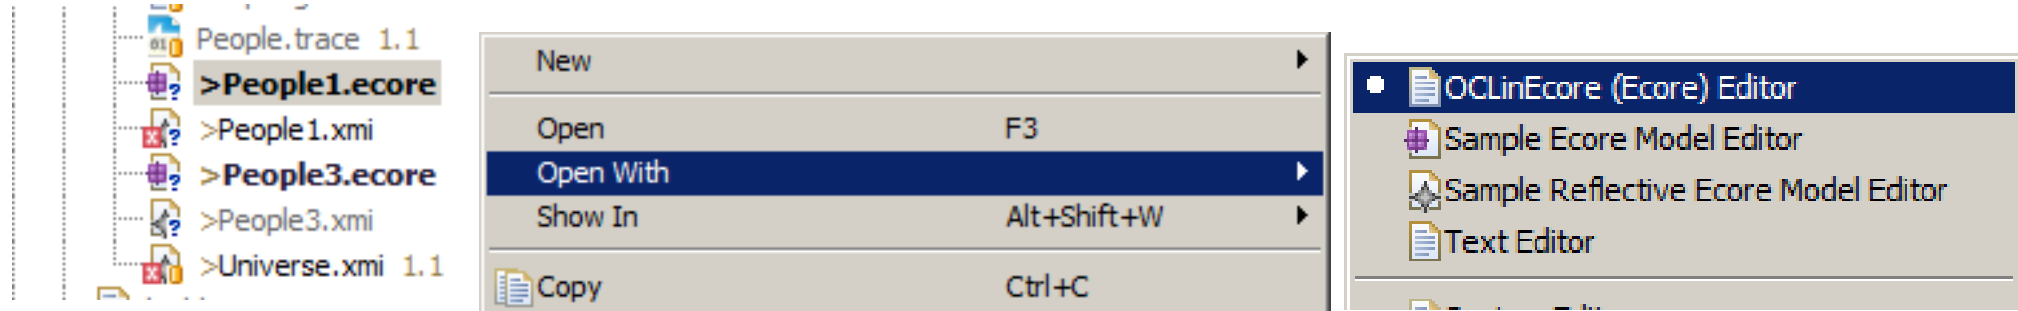 People.trace 1.1
>People1.ecore
>People1.xmi
>People3.ecore
>People3.xmi
>Universe.xmi 1.1
New
Open F3
Open With
Show In Alt+Shift+W
Copy Ctrl+C
OCLinEcore (Ecore) Editor
Sample Ecore Model Editor
Sample Reflective Ecore Model Editor
Text Editor